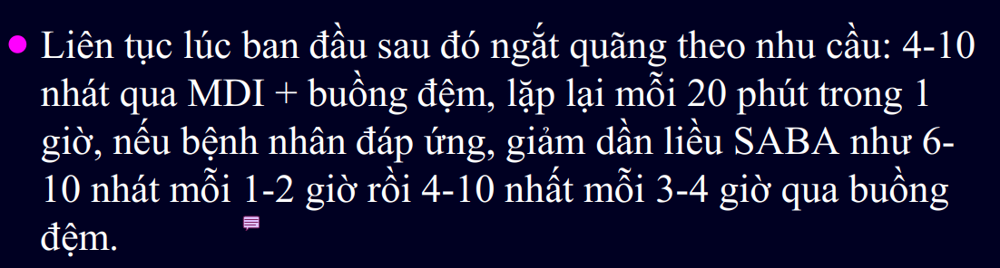 Liên tục lúc ban đầu sau đó ngắt quãng theo nhu cầu: 4-10
nhát qua MDI + buồng đệm, lặp lại mỗi 20 phút trong 1
giờ, nếu bệnh nhân đáp ứng, giảm dần liều SABA như 6-
10 nhát mỗi 1-2 giờ rồi 4-10 nhất mỗi 3-4 giờ qua buồng
đệm.